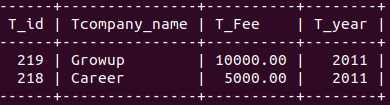 ------+---------------+----------+--------+
T_id | Tcompany_name | T_Fee | T_year |
------+---------------+----------+--------+
219 | Growup | 10000.00 | 2011 |
218 | Career | 5000.00 | 2011 |
------+---------------+----------+--------+